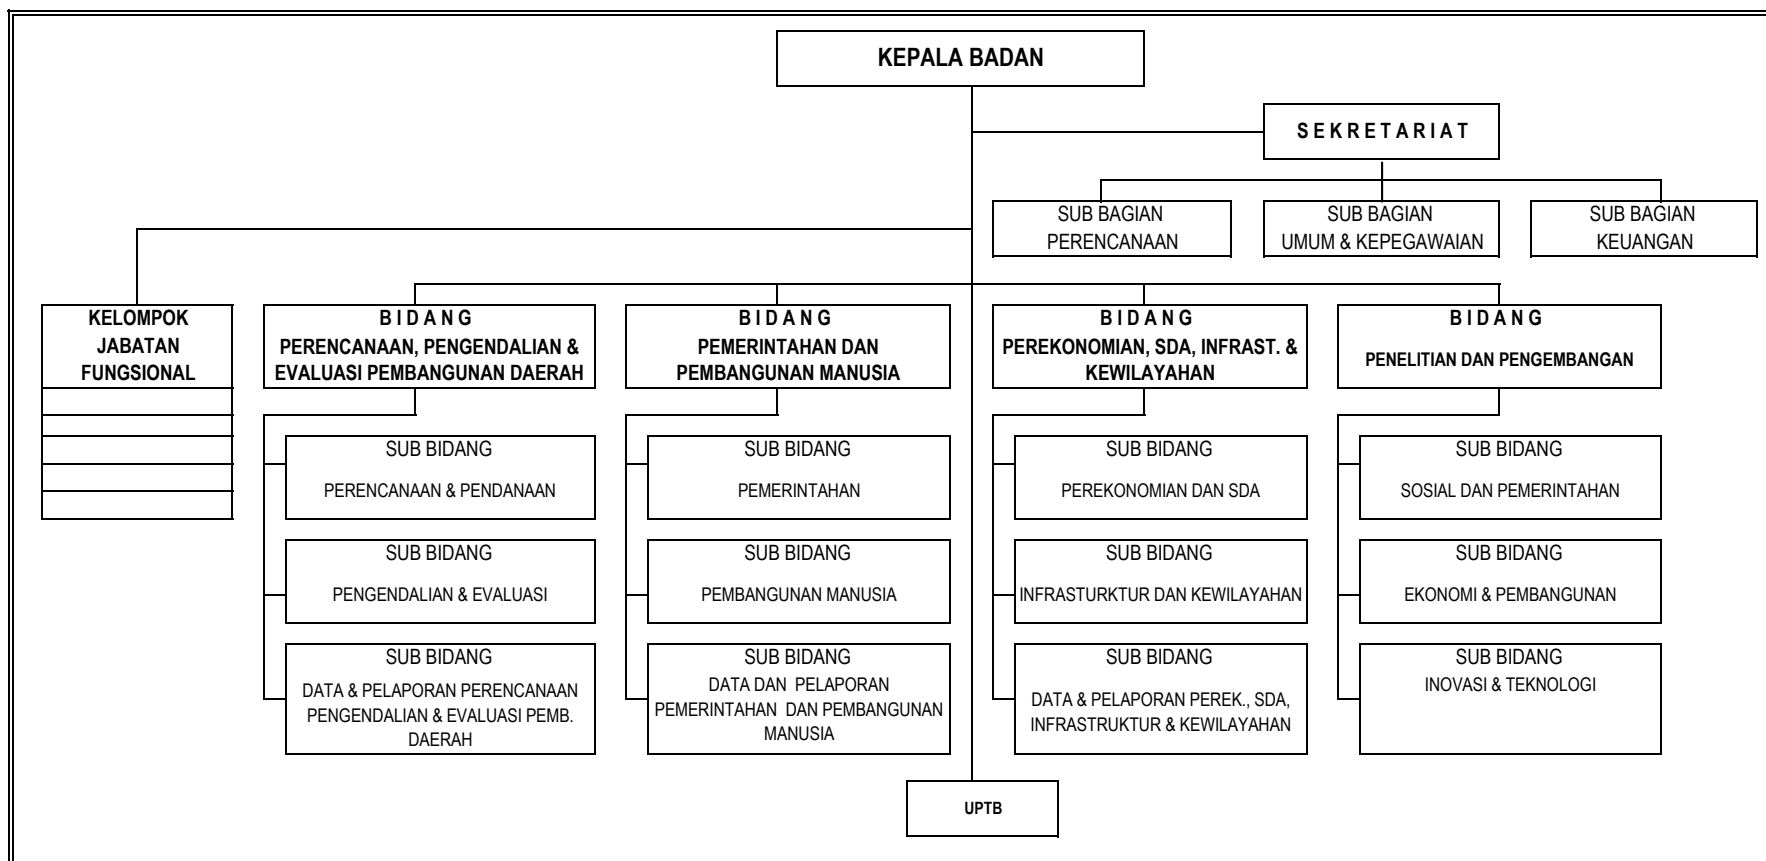 KEPALA BADAN
S E K R E T A R I A T
SUB BAGIAN
PERENCANAAN
SUB BAGIAN
UMUM & KEPEGAWAIAN
SUB BAGIAN
KEUANGAN
KELOMPOK
JABATAN
FUNGSIONAL
B I D A N G
PERENCANAAN, PENGENDALIAN &
EVALUASI PEMBANGUNAN DAERAH
B I D A N G
PEMERINTAHAN DAN
PEMBANGUNAN MANUSIA
B I D A N G
PEREKONOMIAN, SDA, INFRAST. &
KEWILAYAHAN
B I D A N G
PENELITIAN DAN PENGEMBANGAN
SUB BIDANG
PERENCANAAN & PENDANAAN
SUB BIDANG
PEMERINTAHAN
SUB BIDANG
PEREKONOMIAN DAN SDA
SUB BIDANG
SOSIAL DAN PEMERINTAHAN
SUB BIDANG
PENGENDALIAN & EVALUASI
SUB BIDANG
PEMBANGUNAN MANUSIA
SUB BIDANG
INFRASTURKTUR DAN KEWILAYAHAN
SUB BIDANG
EKONOMI & PEMBANGUNAN
SUB BIDANG
DATA & PELAPORAN PERENCANAAN
PENGENDALIAN & EVALUASI PEMB.
DAERAH
SUB BIDANG
DATA DAN PELAPORAN
PEMERINTAHAN DAN PEMBANGUNAN
MANUSIA
SUB BIDANG
DATA & PELAPORAN PEREK., SDA,
INFRASTRUKTUR & KEWILAYAHAN
SUB BIDANG
INOVASI & TEKNOLOGI
UPTB